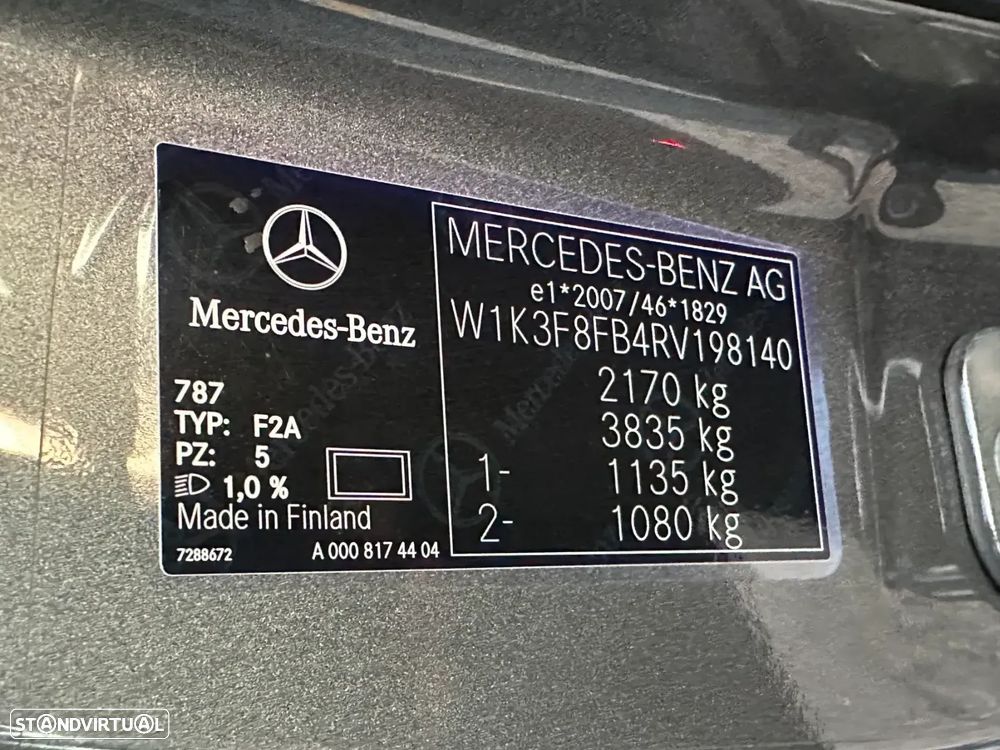 Mercedes-Benz
787
TYP: F2A
PZ: 5
1,0 %
Made in Finland
7288672 A 000 817 44 04
MERCEDES-BENZ AG
e1*2007/46*1829
W1K3F8FB4RV198140
2170 kg
3835 kg
1- 1135 kg
2- 1080 kg
STANDVIRTUAL